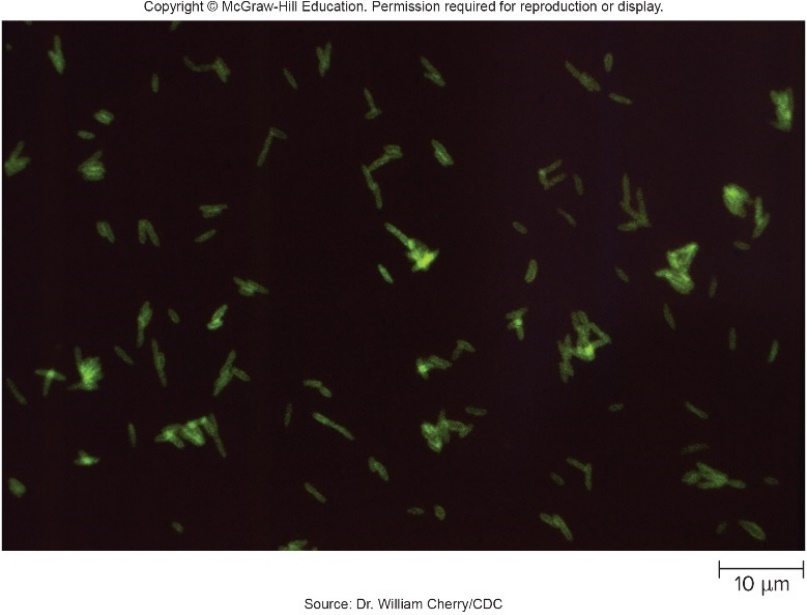 Copyright © McGraw-Hill Education. Permission required for reproduction or display.
10 μm
Source: Dr. William Cherry/CDC